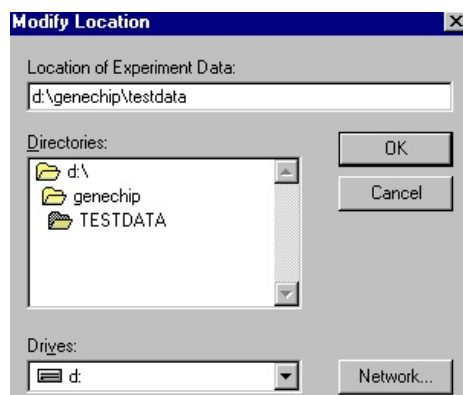 Modify Location
Location of Experiment Data:
d:\genechip\testdata
Directories:
OK
d:\
genechip
Cancel
TESTDATA
Drives:
d:
Network...